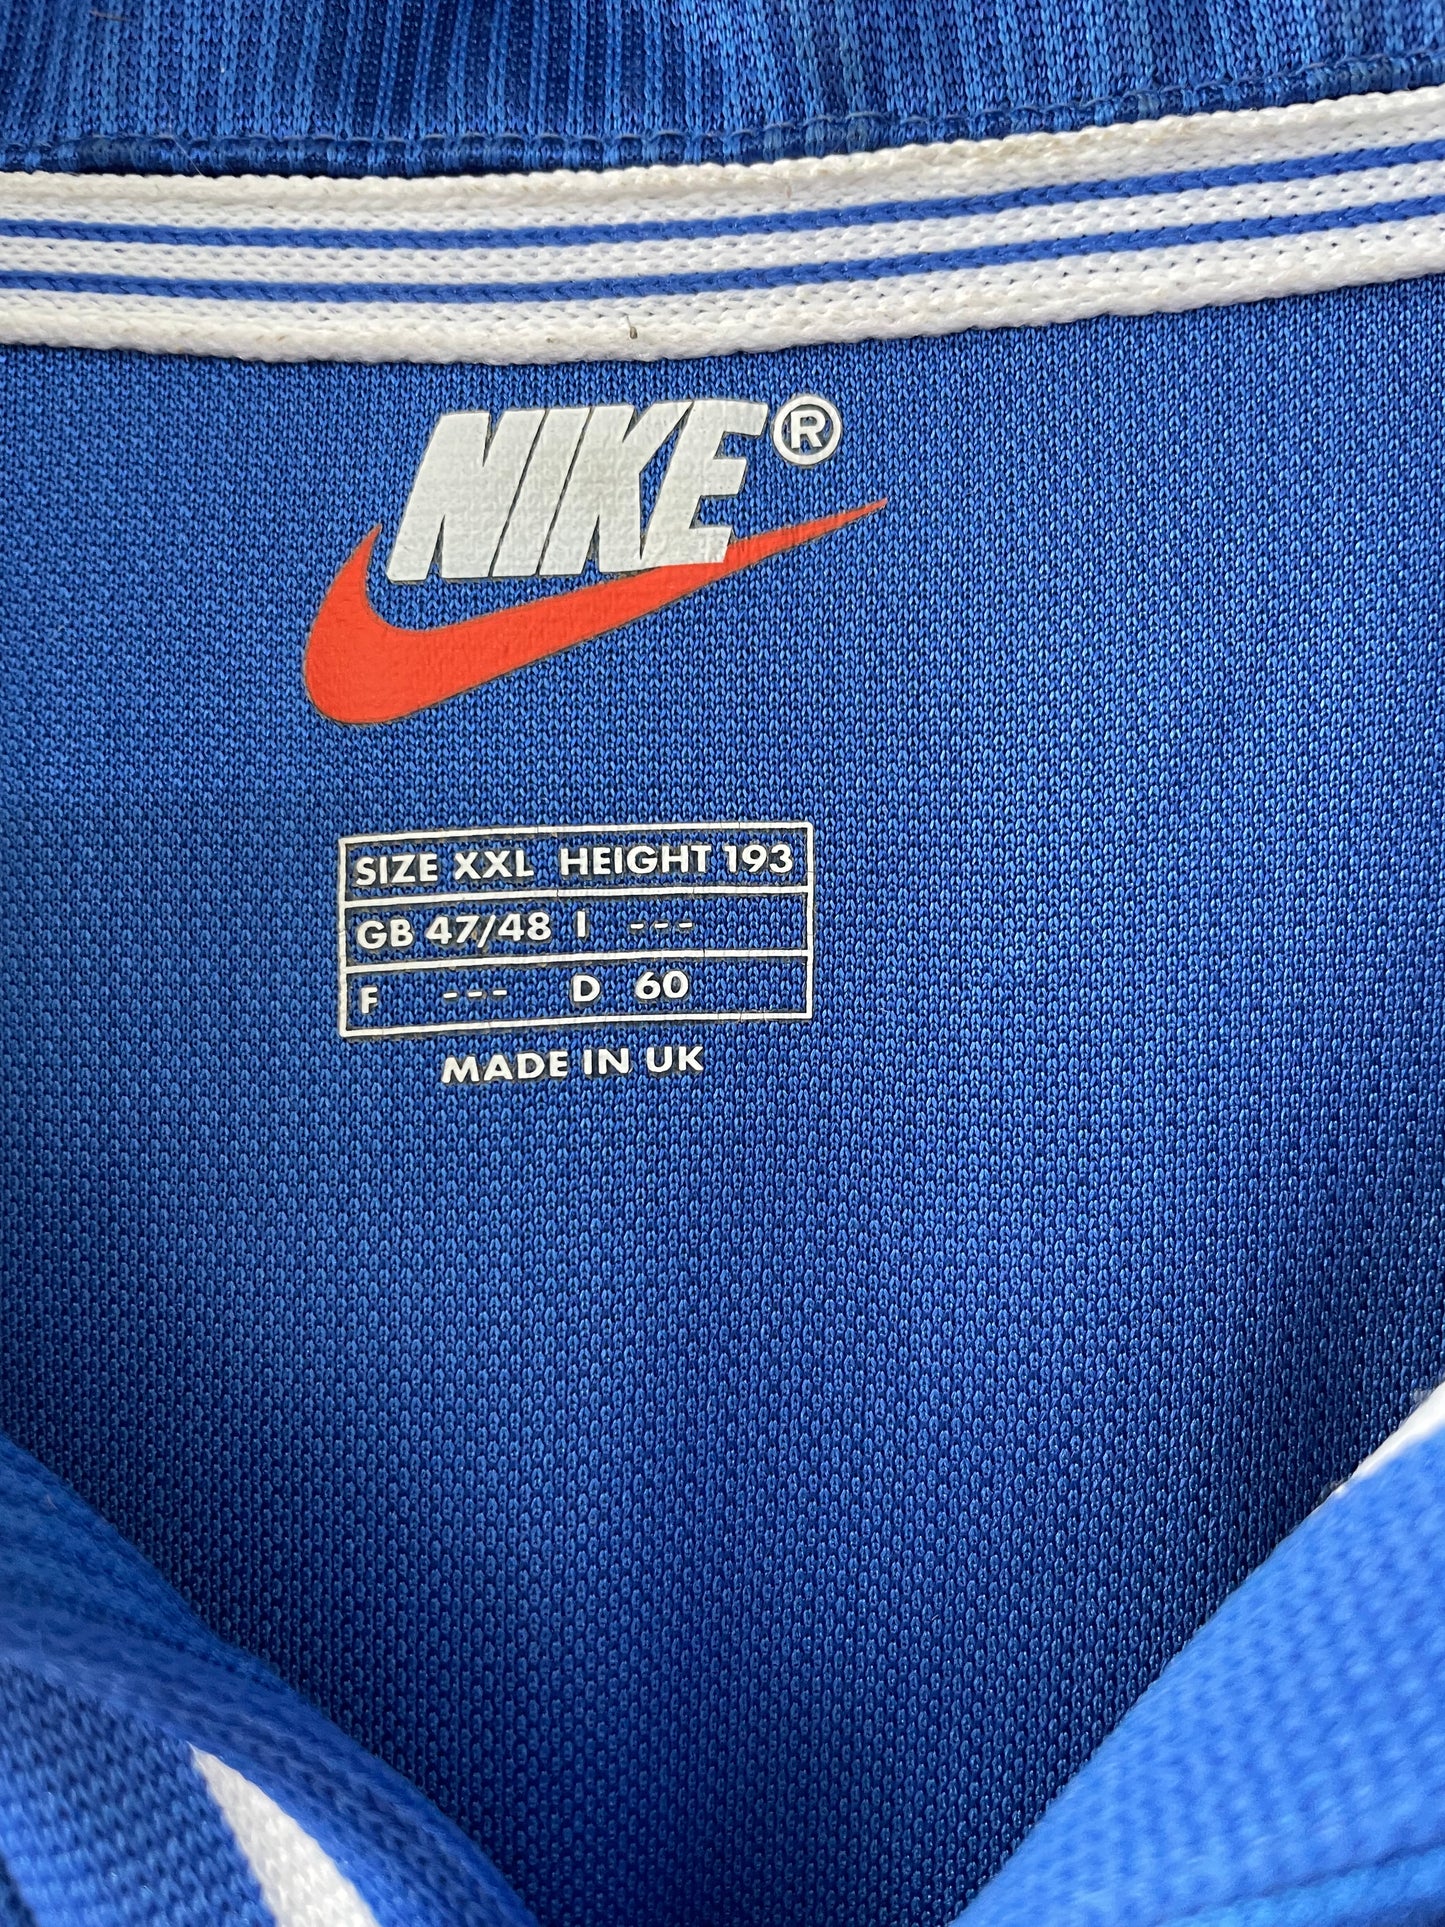 NIKE®
SIZE XXL HEIGHT 193
GB 47/48 I ---
F --- D 60
MADE IN UK